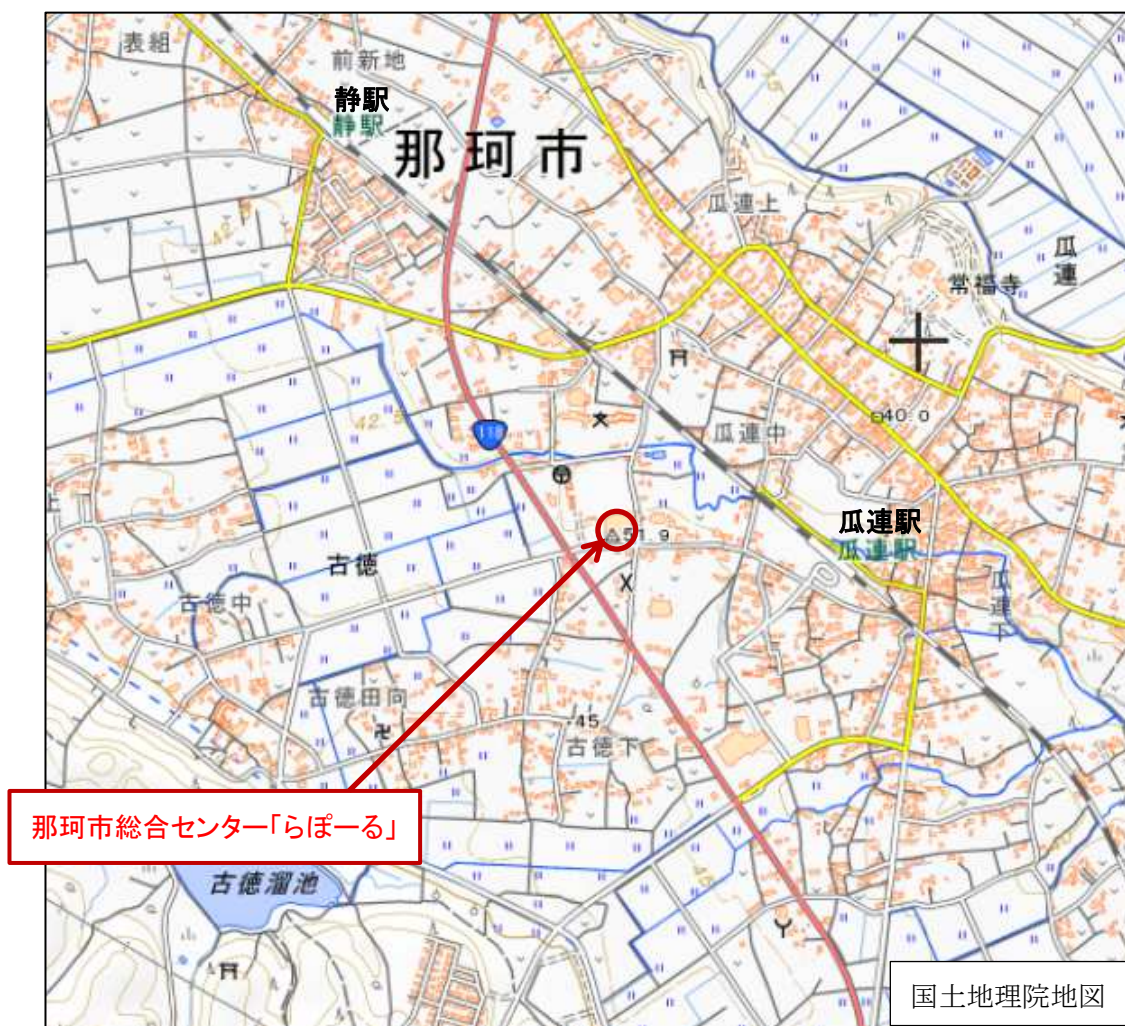 表組
前新地
静駅
静駅
那珂市
瓜連上
瓜連
常福寺
42.5
118
瓜連中
40.0
瓜連駅
瓜連駅
51.9
古徳
古徳中
瓜連下
古徳田向
45
古徳下
那珂市総合センター「らぽーる」
古徳溜池
国土地理院地図